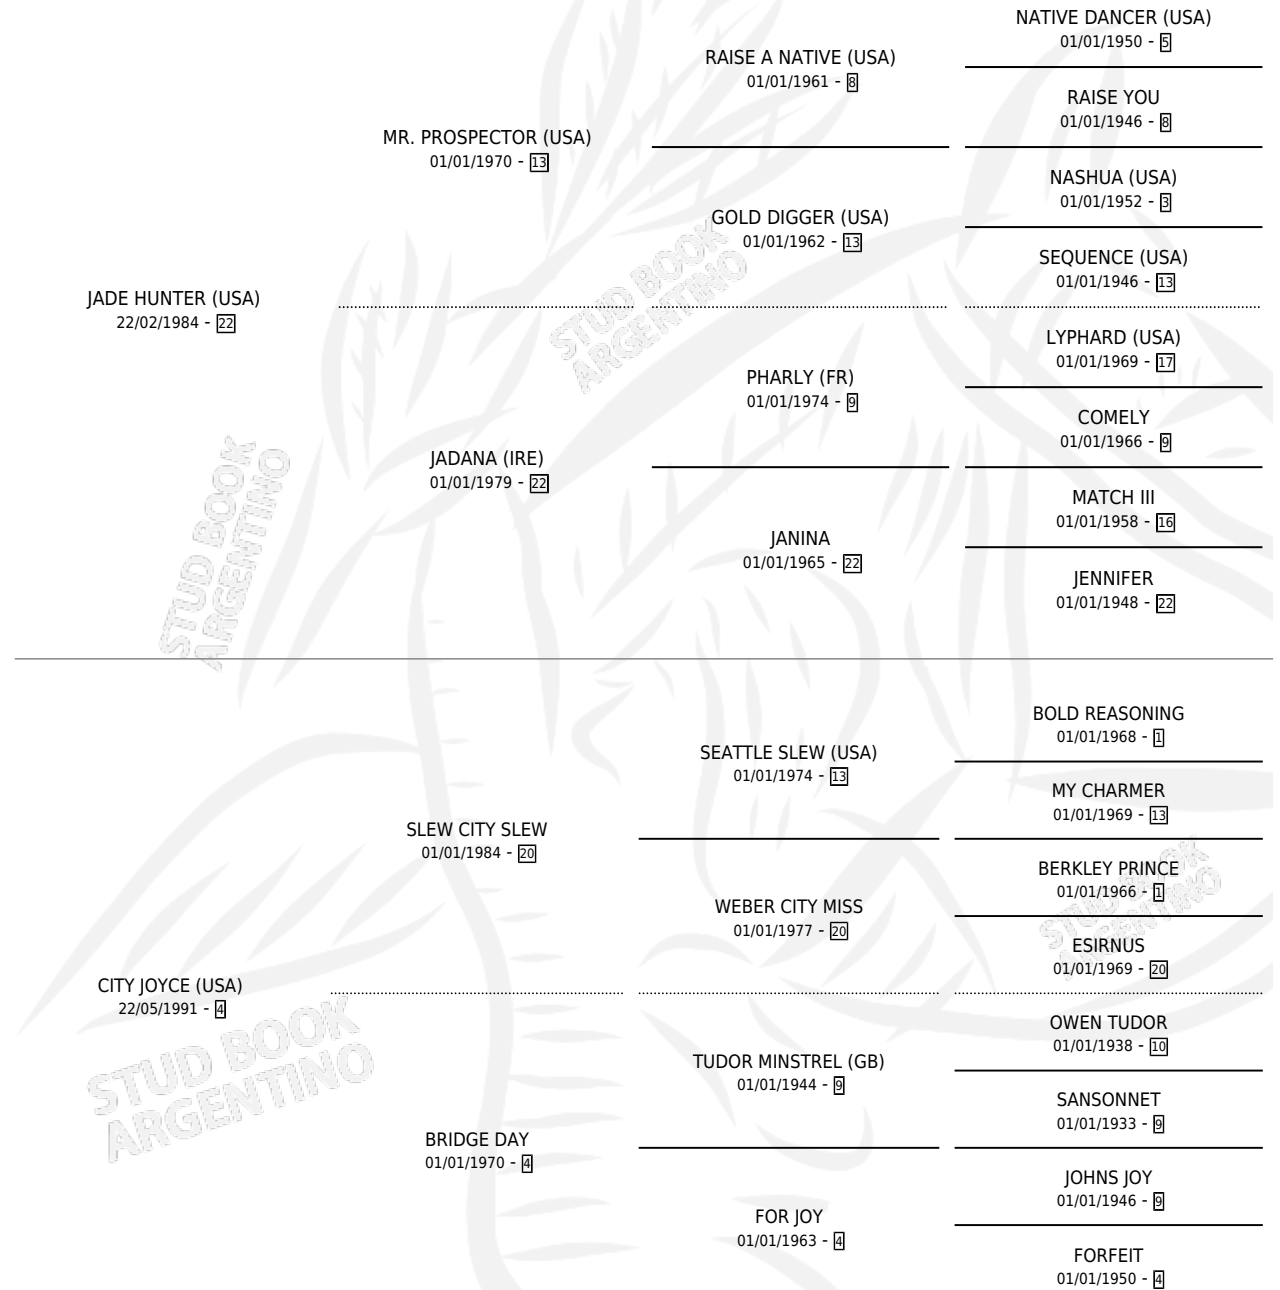 NATIVE DANCER (USA)
01/01/1950 - 5
RAISE A NATIVE (USA)
01/01/1961 - 8
RAISE YOU
01/01/1946 - 8
MR. PROSPECTOR (USA)
01/01/1970 - 13
NASHUA (USA)
01/01/1952 - 3
GOLD DIGGER (USA)
01/01/1962 - 13
SEQUENCE (USA)
01/01/1946 - 13
JADE HUNTER (USA)
22/02/1984 - 22
LYPHARD (USA)
01/01/1969 - 17
PHARLY (FR)
01/01/1974 - 9
COMELY
01/01/1966 - 9
JADANA (IRE)
01/01/1979 - 22
MATCH III
01/01/1958 - 16
JANINA
01/01/1965 - 22
JENNIFER
01/01/1948 - 22
STUD BOOK
ARGENTINO
STUD BOOK
ARGENTINO
BOLD REASONING
01/01/1968 - 1
SEATTLE SLEW (USA)
01/01/1974 - 13
MY CHARMER
01/01/1969 - 13
SLEW CITY SLEW
01/01/1984 - 20
BERKLEY PRINCE
01/01/1966 - 1
WEBER CITY MISS
01/01/1977 - 20
ESIRNUS
01/01/1969 - 20
STUD BOOK
ARGENTINO
CITY JOYCE (USA)
22/05/1991 - 4
OWEN TUDOR
01/01/1938 - 10
TUDOR MINSTREL (GB)
01/01/1944 - 9
SANSONNET
01/01/1933 - 9
BRIDGE DAY
01/01/1970 - 4
JOHNS JOY
01/01/1946 - 9
FOR JOY
01/01/1963 - 4
FORFEIT
01/01/1950 - 4
STUD BOOK
ARGENTINO